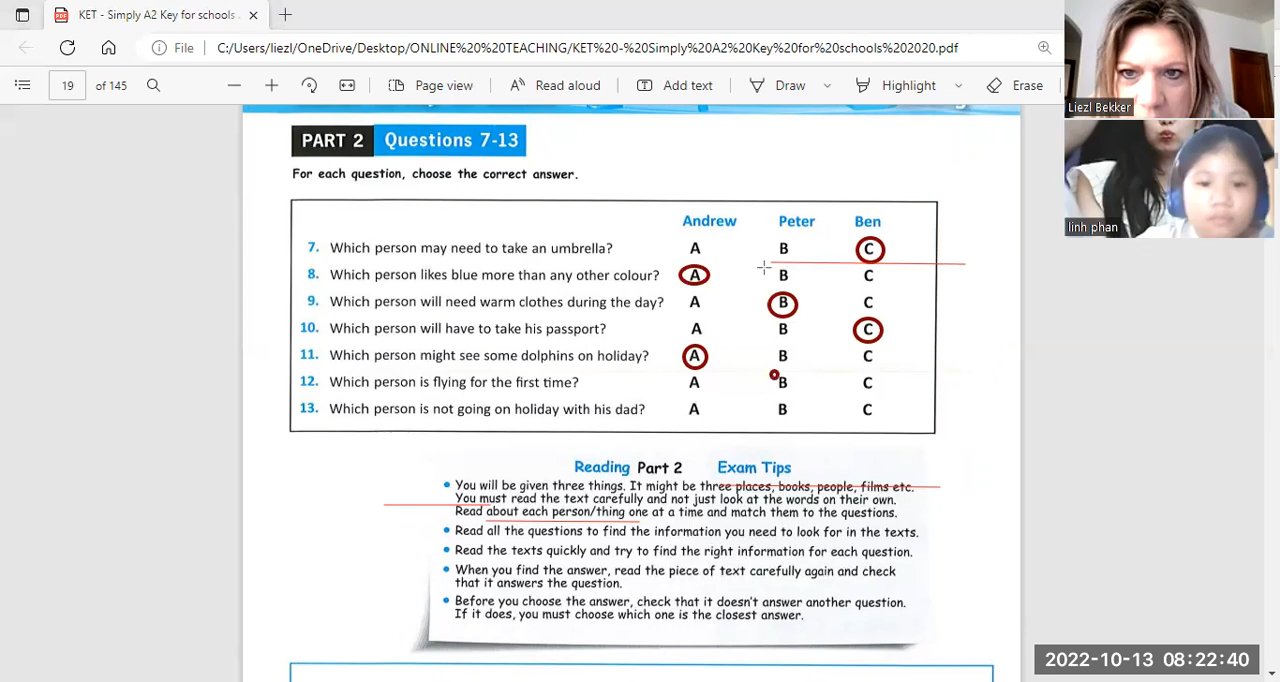 KET - Simply A2 Key for schools
File C:/Users/liezl/OneDrive/Desktop/ONLINE%20%20TEACHING/KET%20-%20Simply%20A2%20Key%20for%20schools%202020.pdf
19 of 145 Page view Read aloud Add text Draw Highlight Erase
Liezl Bekker
linh phan
PART 2 Questions 7-13
For each question, choose the correct answer.
Andrew Peter Ben
7. Which person may need to take an umbrella? A B C
8. Which person likes blue more than any other colour? A B C
9. Which person will need warm clothes during the day? A B C
10. Which person will have to take his passport? A B C
11. Which person might see some dolphins on holiday? A B C
12. Which person is flying for the first time? A B C
13. Which person is not going on holiday with his dad? A B C
Reading Part 2 Exam Tips
• You will be given three things. It might be three places, books, people, films etc.
You must read the text carefully and not just look at the words on their own.
Read about each person/thing one at a time and match them to the questions.
• Read all the questions to find the information you need to look for in the texts.
• Read the texts quickly and try to find the right information for each question.
• When you find the answer, read the piece of text carefully again and check
that it answers the question.
• Before you choose the answer, check that it doesn't answer another question.
If it does, you must choose which one is the closest answer.
2022-10-13 08:22:40